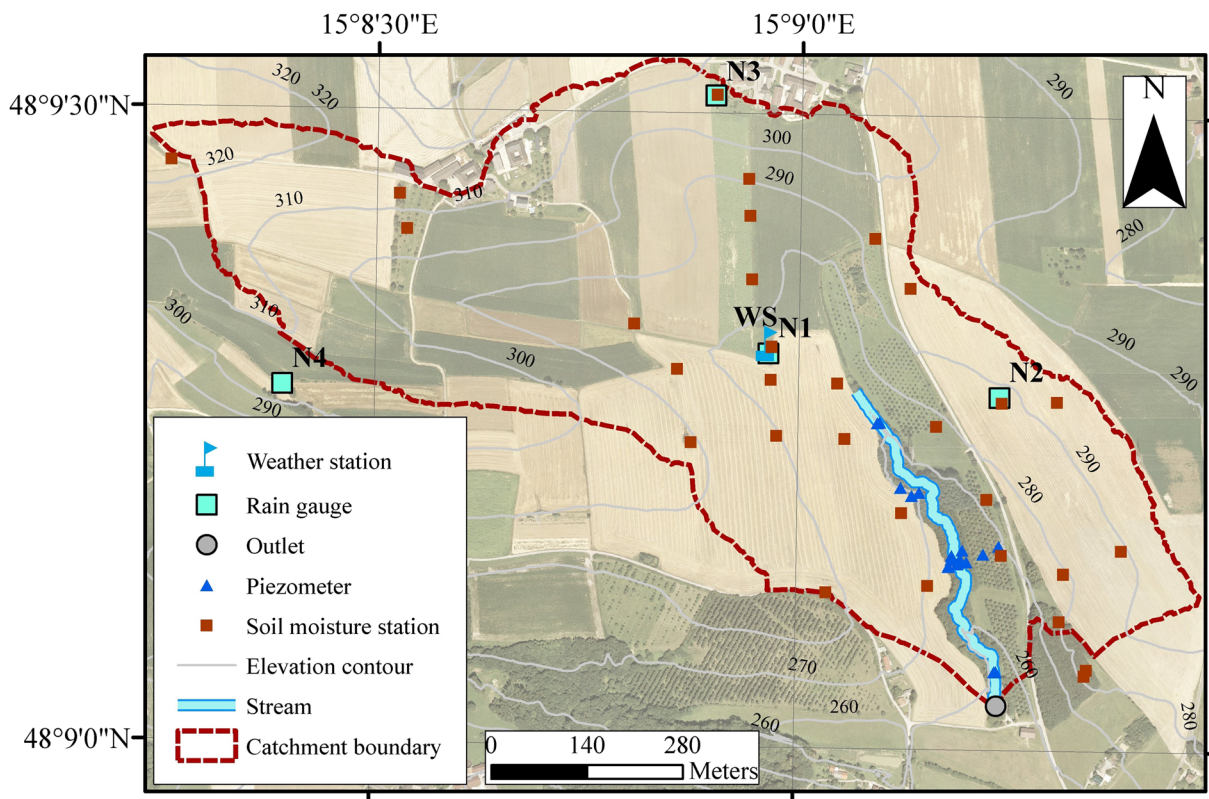 15°8'30"E
15°9'0"E
48°9'30"N
48°9'0"N
N
320
320
320
310
310
310
300
290
300
300
290
290
280
290
290
290
280
280
270
260
260
260
N3
WS
N1
N2
N4
Weather station
Rain gauge
Outlet
Piezometer
Soil moisture station
Elevation contour
Stream
Catchment boundary
0 140 280
Meters